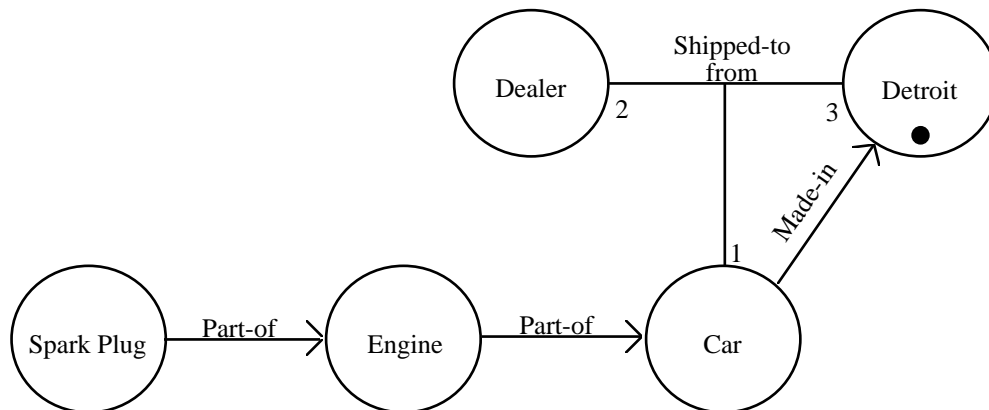 Shipped-to
from
Dealer
Detroit
2
3
Made-in
1
Spark Plug
Part-of
Engine
Part-of
Car